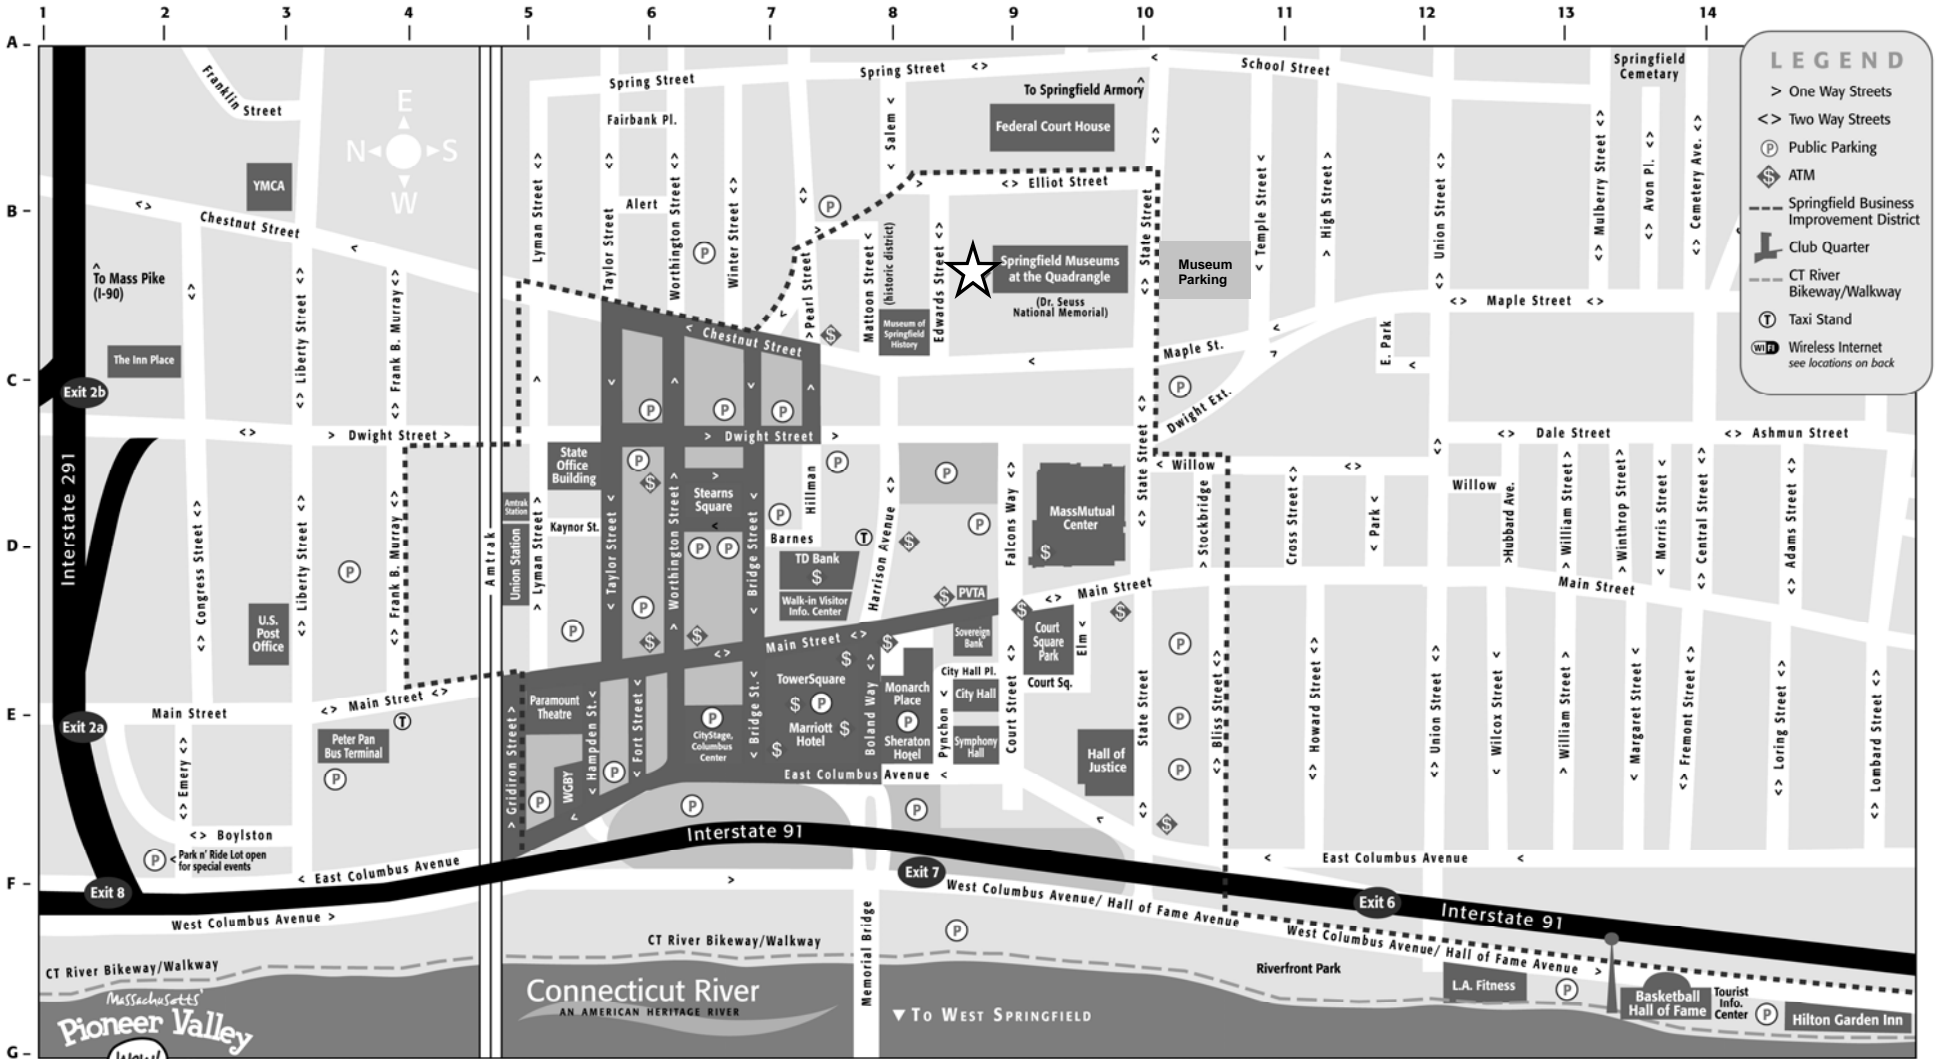 1 2 3 4 5 6 7 8 9 10 11 12 13 14
A
B
C
D
E
F
G
LEGEND
> One Way Streets
<> Two Way Streets
P Public Parking
$ ATM
Springfield Business
Improvement District
Club Quarter
CT River
Bikeway/Walkway
T Taxi Stand
WiFi Wireless Internet
see locations on back
E
N S
W
Franklin Street
Spring Street
Spring Street <>
School Street
Springfield
Cemetary
To Springfield Armory
Federal Court House
Fairbank Pl.
Salem
YMCA
Alert
<> Elliot Street
Chestnut Street
Lyman Street <>
Taylor Street
Worthington Street <>
Winter Street <>
Pearl Street
Mattoon Street
(historic district)
Edwards Street <>
State Street
Temple Street
High Street
Union Street
Mulberry Street
Avon Pl.
Cemetery Ave.
Springfield Museums
at the Quadrangle
(Dr. Seuss
National Memorial)
Museum
Parking
To Mass Pike
(I-90)
Museum of
Springfield
History
<> Maple Street <>
The Inn Place
Liberty Street
Frank B. Murray
Chestnut Street
Maple St.
E. Park
Exit 2b
Dwight Ext.
<> > Dwight Street >
> Dwight Street >
<> Dale Street
<> Ashmun Street
State
Office
Building
Stearns
Square
Hillman
Willow
<>
Willow
Interstate 291
Amtrak
Amtrak
Station
Union Station
Kaynor St.
Barnes
Congress Street
Liberty Street
Frank B. Murray
Lyman Street
Taylor Street
Worthington Street
Bridge Street
Harrison Avenue
Falcons Way
MassMutual
Center
State Street
Stockbridge
Cross Street
Park
Hubbard Ave.
William Street
Winthrop Street
Morris Street
Central Street
Adams Street
TD Bank
Walk-in Visitor
Info. Center
PVTA
<> Main Street
Main Street
U.S.
Post
Office
<> Main Street <>
Sovereign
Bank
Court
Square
Park
Elm
City Hall Pl.
Court Sq.
Main Street
<> Main Street <>
Paramount
Theatre
TowerSquare
Monarch
Place
City Hall
Exit 2a
Peter Pan
Bus Terminal
Emery
Gridiron Street
Hampden St.
Fort Street
CityStage,
Columbus
Center
Bridge St.
Marriott
Hotel
Boland Way
Sheraton
Hotel
Pynchon
Symphony
Hall
Court Street
Hall of
Justice
State Street
Bliss Street
Howard Street
Union Street
Wilcox Street
William Street
Margaret Street
Fremont Street
Loring Street
Lombard Street
WGBY
East Columbus Avenue <
<> Boylston
Park n' Ride Lot open
for special events
Interstate 91
< East Columbus Avenue
< East Columbus Avenue <
Exit 8
Exit 7
Exit 6
Interstate 91
West Columbus Avenue >
West Columbus Avenue/ Hall of Fame Avenue
West Columbus Avenue/ Hall of Fame Avenue >
CT River Bikeway/Walkway
CT River Bikeway/Walkway
Memorial Bridge
Riverfront Park
L.A. Fitness
Basketball
Hall of Fame
Tourist
Info.
Center
Hilton Garden Inn
Massachusetts'
Pioneer Valley
Wow!
Connecticut River
AN AMERICAN HERITAGE RIVER
TO WEST SPRINGFIELD